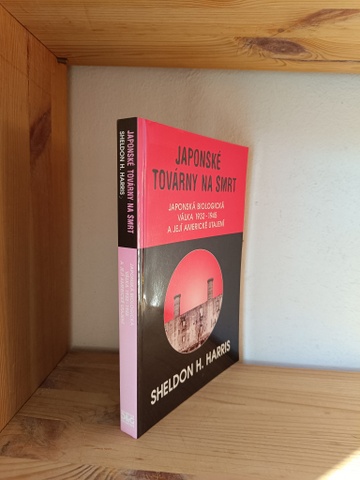 JAPONSKÉ
TOVÁRNY NA SMRT
JAPONSKÁ BIOLOGICKÁ
VÁLKA 1932–1945
A JEJÍ AMERICKÉ UTAJENÍ
SHELDON H. HARRIS
JAPONSKÉ TOVÁRNY NA SMRT
SHELDON H. HARRIS